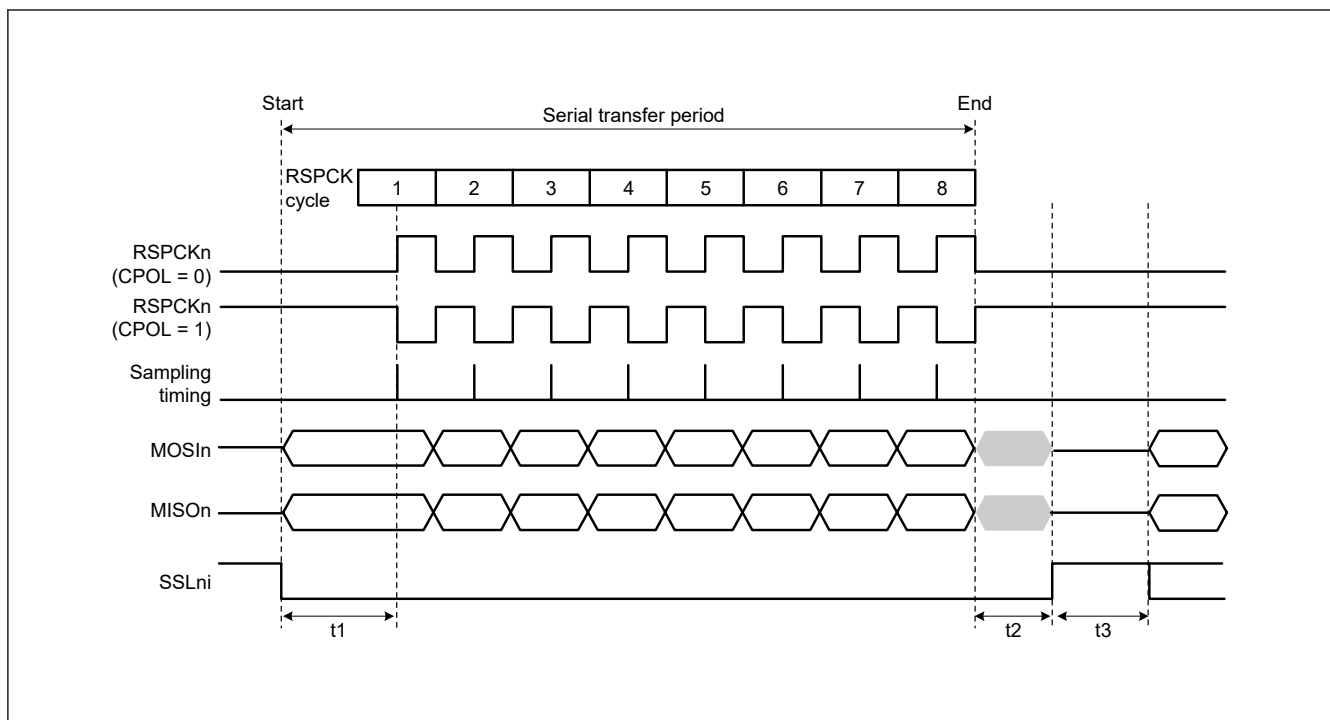 Start
End
Serial transfer period
RSPCK
cycle
1 2 3 4 5 6 7 8
RSPCKn
(CPOL = 0)
RSPCKn
(CPOL = 1)
Sampling
timing
MOSIn
MISOn
SSLni
t1
t2
t3